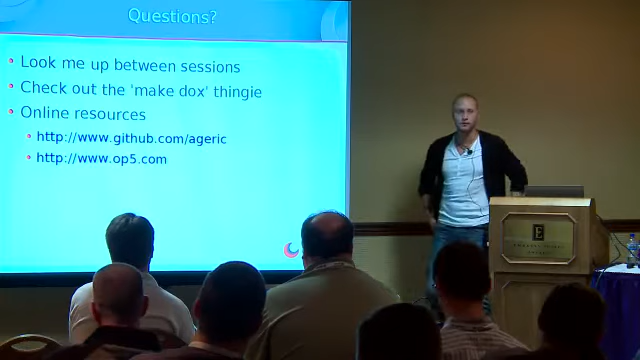 Questions?
Look me up between sessions
Check out the 'make dox' thingie
Online resources
http://www.github.com/ageric
http://www.op5.com
E